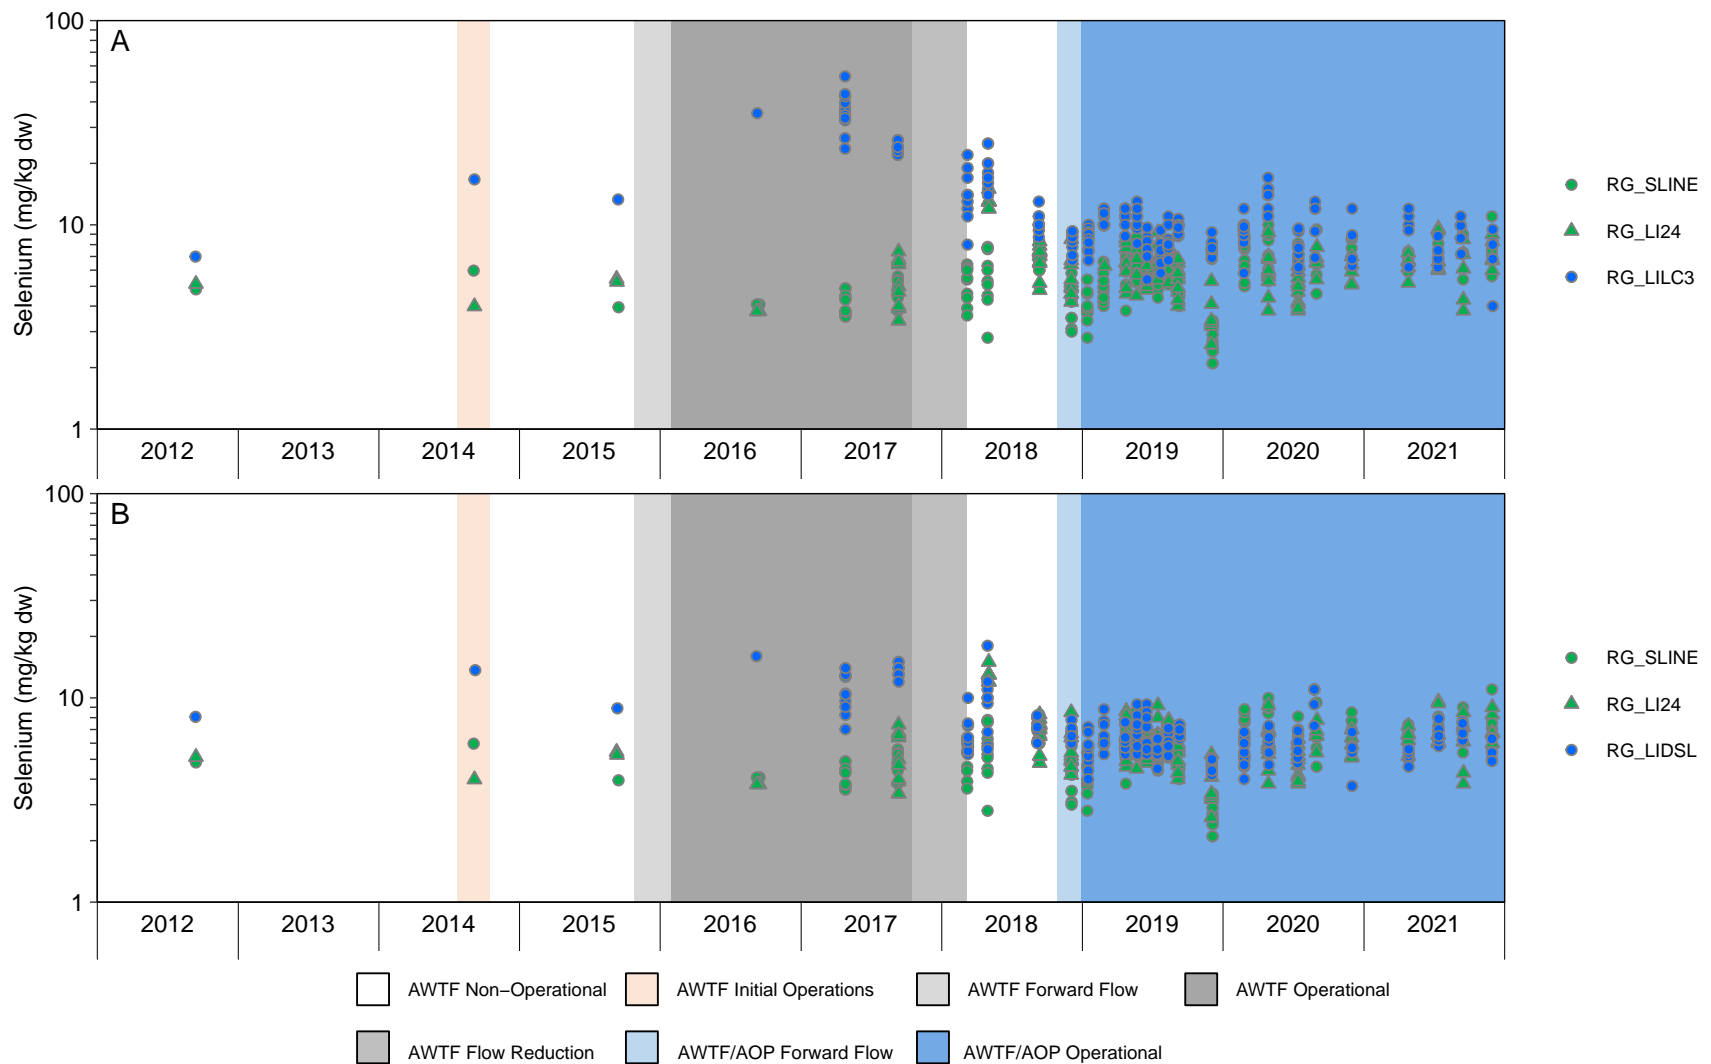 A
100
10
1
Selenium (mg/kg dw)
2012 2013 2014 2015 2016 2017 2018 2019 2020 2021
RG_SLINE
RG_LI24
RG_LILC3
B
100
10
1
Selenium (mg/kg dw)
2012 2013 2014 2015 2016 2017 2018 2019 2020 2021
RG_SLINE
RG_LI24
RG_LIDSL
AWTF Non−Operational AWTF Initial Operations AWTF Forward Flow AWTF Operational
AWTF Flow Reduction AWTF/AOP Forward Flow AWTF/AOP Operational